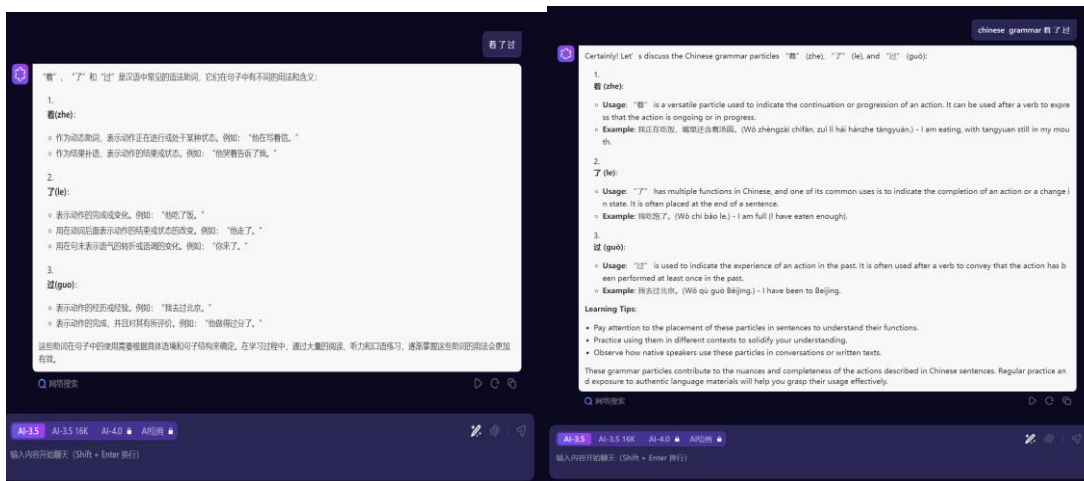 着了过
"着"、"了"和"过"是汉语中常见的语法助词，它们在句子中有不同的用法和含义：
1.
着(zhe):
作为动态助词，表示动作正在进行或处于某种状态。例如："他在写着信。"
作为结果补语，表示动作的结果或状态。例如："他哭着告诉了我。"
2.
了(le):
表示动作的完成或变化。例如："他吃了饭。"
用在动词后面表示动作的结果或状态的改变。例如："他走了。"
用在句末表示语气的转折或语调的变化。例如："你来了。"
3.
过(guo):
表示动作的经历或经验。例如："我去过北京。"
表示动作的完成，并且对其有所评价。例如："他做得过分了。"
这些助词在句子中的使用需要根据具体语境和句子结构来确定。在学习过程中，通过大量的阅读、听力和口语练习，逐渐掌握这些助词的用法会更加
有效。
网络搜索
AI-3.5 AI-3.5 16K AI-4.0 AI绘画
输入内容开始聊天（Shift + Enter 换行）
chinese grammar 着 了 过
Certainly! Let's discuss the Chinese grammar particles "着" (zhe), "了" (le), and "过" (guò):
1.
着 (zhe):
Usage: "着" is a versatile particle used to indicate the continuation or progression of an action. It can be used after a verb to expre
ss that the action is ongoing or in progress.
Example: 我正在吃饭，嘴里还含着汤圆。(Wǒ zhèngzài chīfàn, zuǐ lǐ hái hánzhe tāngyuán.) - I am eating, with tangyuan still in my mou
th.
2.
了 (le):
Usage: "了" has multiple functions in Chinese, and one of its common uses is to indicate the completion of an action or a change i
n state. It is often placed at the end of a sentence.
Example: 我吃饱了。(Wǒ chī bǎo le.) - I am full (I have eaten enough).
3.
过 (guò):
Usage: "过" is used to indicate the experience of an action in the past. It is often used after a verb to convey that the action has b
een performed at least once in the past.
Example: 我去过北京。(Wǒ qù guò Běijīng.) - I have been to Beijing.
Learning Tips:
Pay attention to the placement of these particles in sentences to understand their functions.
Practice using them in different contexts to solidify your understanding.
Observe how native speakers use these particles in conversations or written texts.
These grammar particles contribute to the nuances and completeness of the actions described in Chinese sentences. Regular practice an
d exposure to authentic language materials will help you grasp their usage effectively.
网络搜索
AI-3.5 AI-3.5 16K AI-4.0 AI绘画
输入内容开始聊天（Shift + Enter 换行）